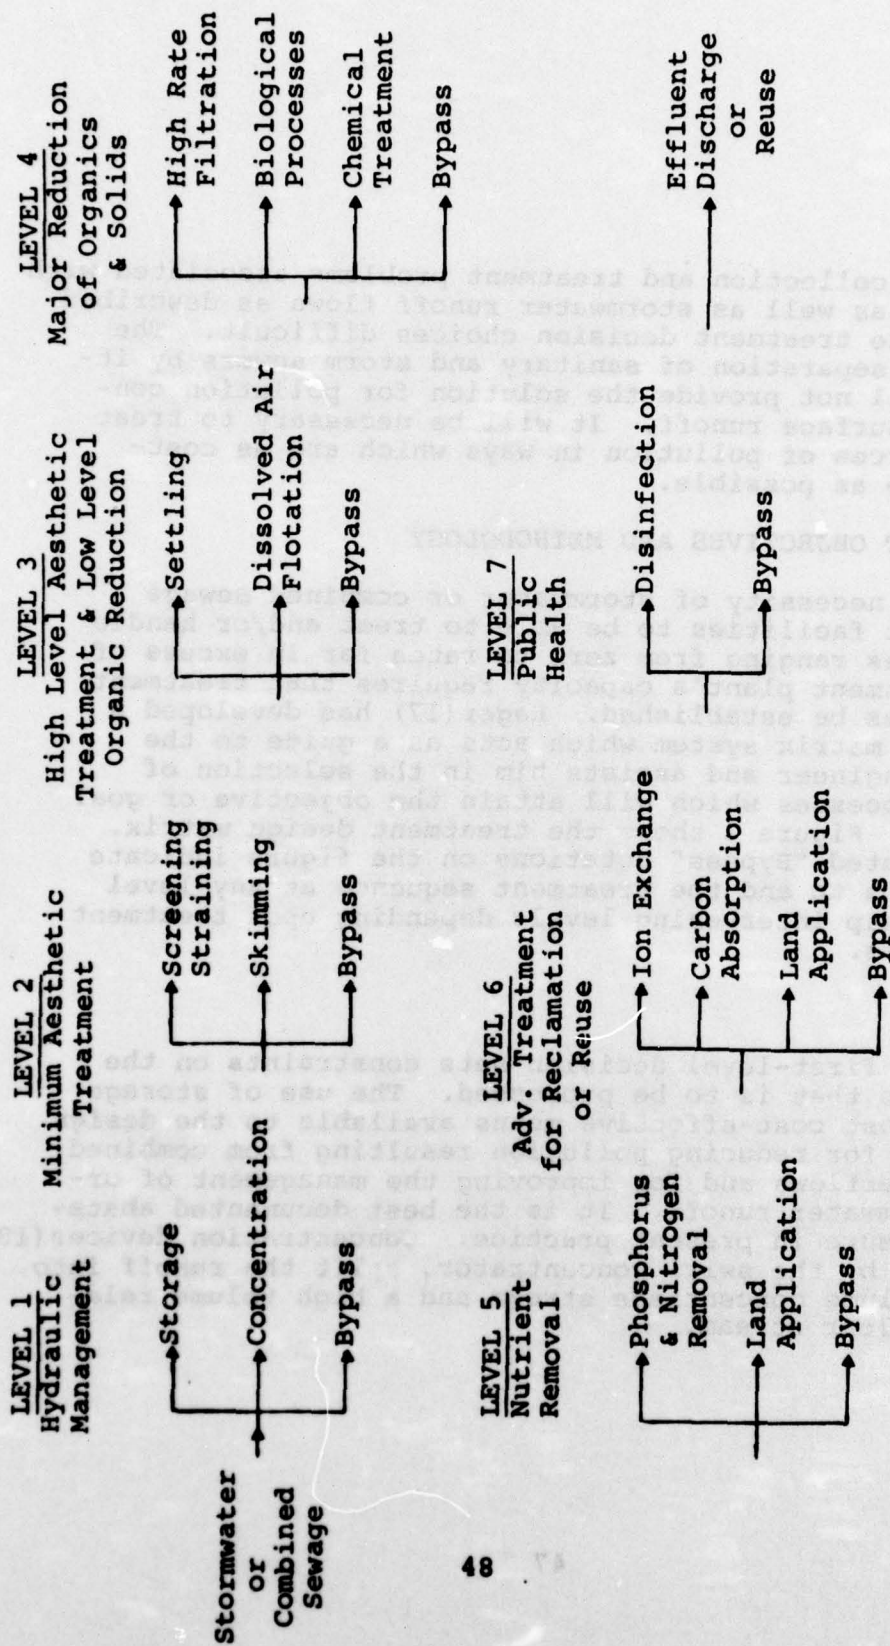 LEVEL 1
Hydraulic
Management
Stormwater
or
Combined
Sewage
Storage
Concentration
Bypass
LEVEL 2
Minimum Aesthetic
Treatment
Screening
Straining
Skimming
Bypass
LEVEL 3
High Level Aesthetic
Treatment & Low Level
Organic Reduction
Settling
Dissolved Air
Flotation
Bypass
LEVEL 4
Major Reduction
of Organics
& Solids
High Rate
Filtration
Biological
Processes
Chemical
Treatment
Bypass
LEVEL 5
Nutrient
Removal
Phosphorus
& Nitrogen
Removal
Land
Application
Bypass
LEVEL 6
Adv. Treatment
for Reclamation
or Reuse
Ion Exchange
Carbon
Absorption
Land
Application
Bypass
LEVEL 7
Public
Health
Disinfection
Bypass
Effluent
Discharge
or
Reuse
48